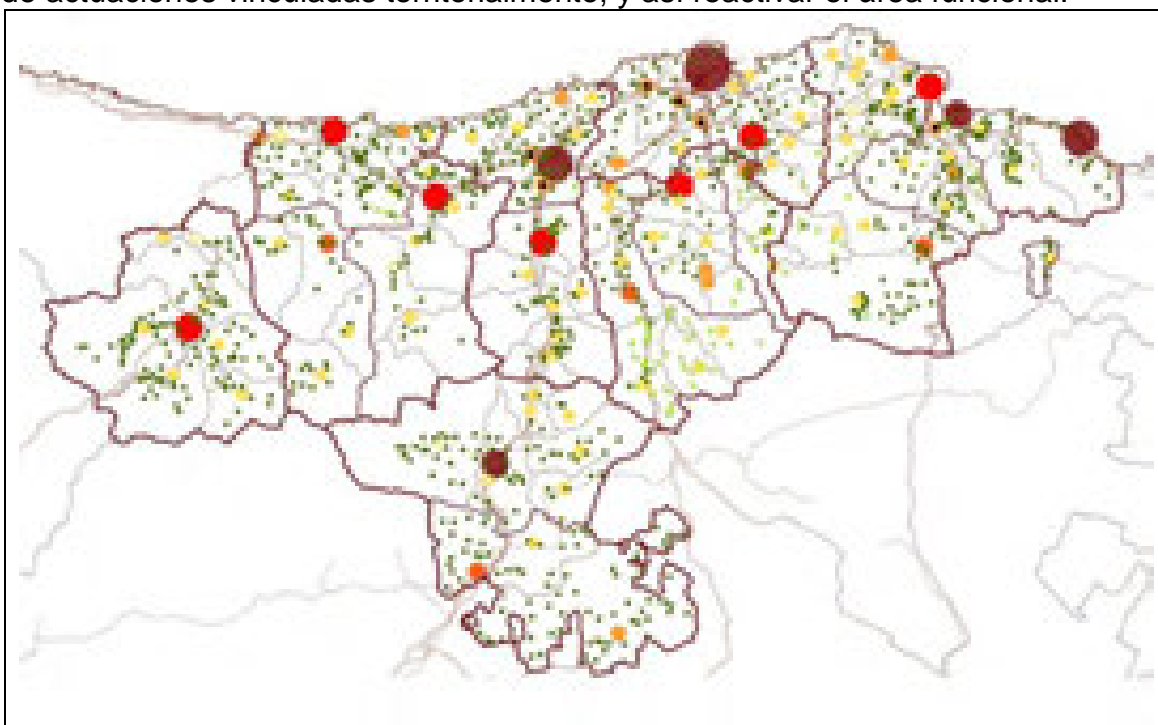 de actuaciones vinculadas territorialmente, y así reactivar el área funcional.